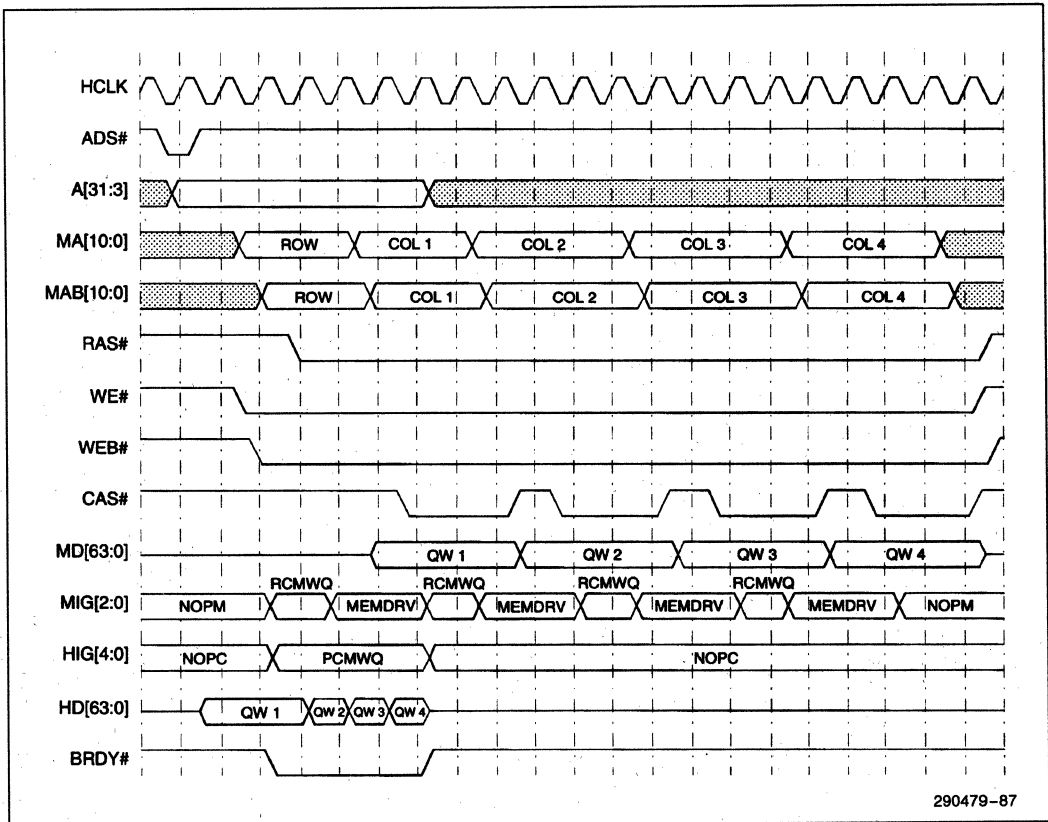 HCLK
ADS#
A[31:3]
MA[10:0] ROW COL 1 COL 2 COL 3 COL 4
MAB[10:0] ROW COL 1 COL 2 COL 3 COL 4
RAS#
WE#
WEB#
CAS#
MD[63:0] QW 1 QW 2 QW 3 QW 4
RCMWQ RCMWQ RCMWQ RCMWQ
MIG[2:0] NOPM MEMDRV MEMDRV MEMDRV MEMDRV NOPM
HIG[4:0] NOPC PCMWQ NOPC
HD[63:0] QW 1 QW 2 QW 3 QW 4
BRDY#
290479-87